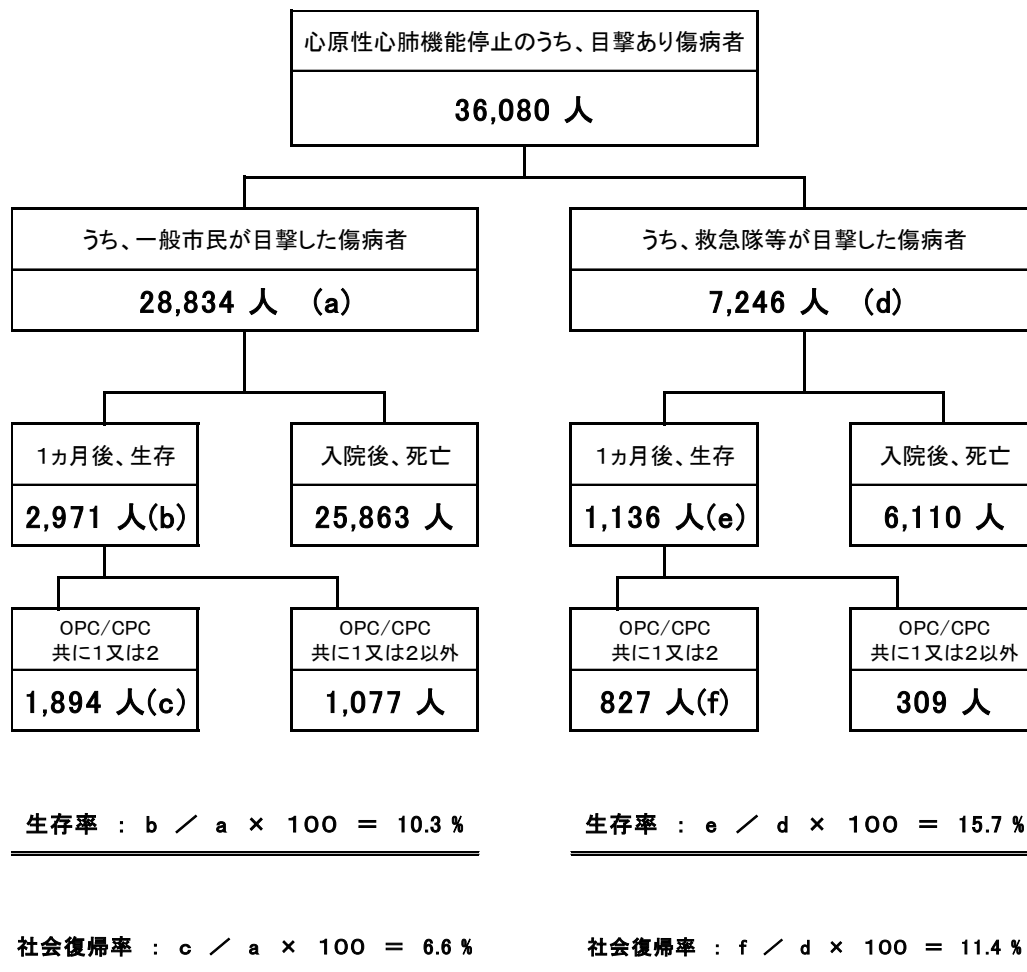 心原性心肺機能停止のうち、目撃あり傷病者
36,080 人
うち、一般市民が目撃した傷病者
28,834 人 (a)
うち、救急隊等が目撃した傷病者
7,246 人 (d)
1ヵ月後、生存
2,971 人(b)
入院後、死亡
25,863 人
1ヵ月後、生存
1,136 人(e)
入院後、死亡
6,110 人
OPC/CPC
共に1又は2
1,894 人(c)
OPC/CPC
共に1又は2以外
1,077 人
OPC/CPC
共に1又は2
827 人(f)
OPC/CPC
共に1又は2以外
309 人
生存率 : b / a × 100 = 10.3 %
生存率 : e / d × 100 = 15.7 %
社会復帰率 : c / a × 100 = 6.6 %
社会復帰率 : f / d × 100 = 11.4 %